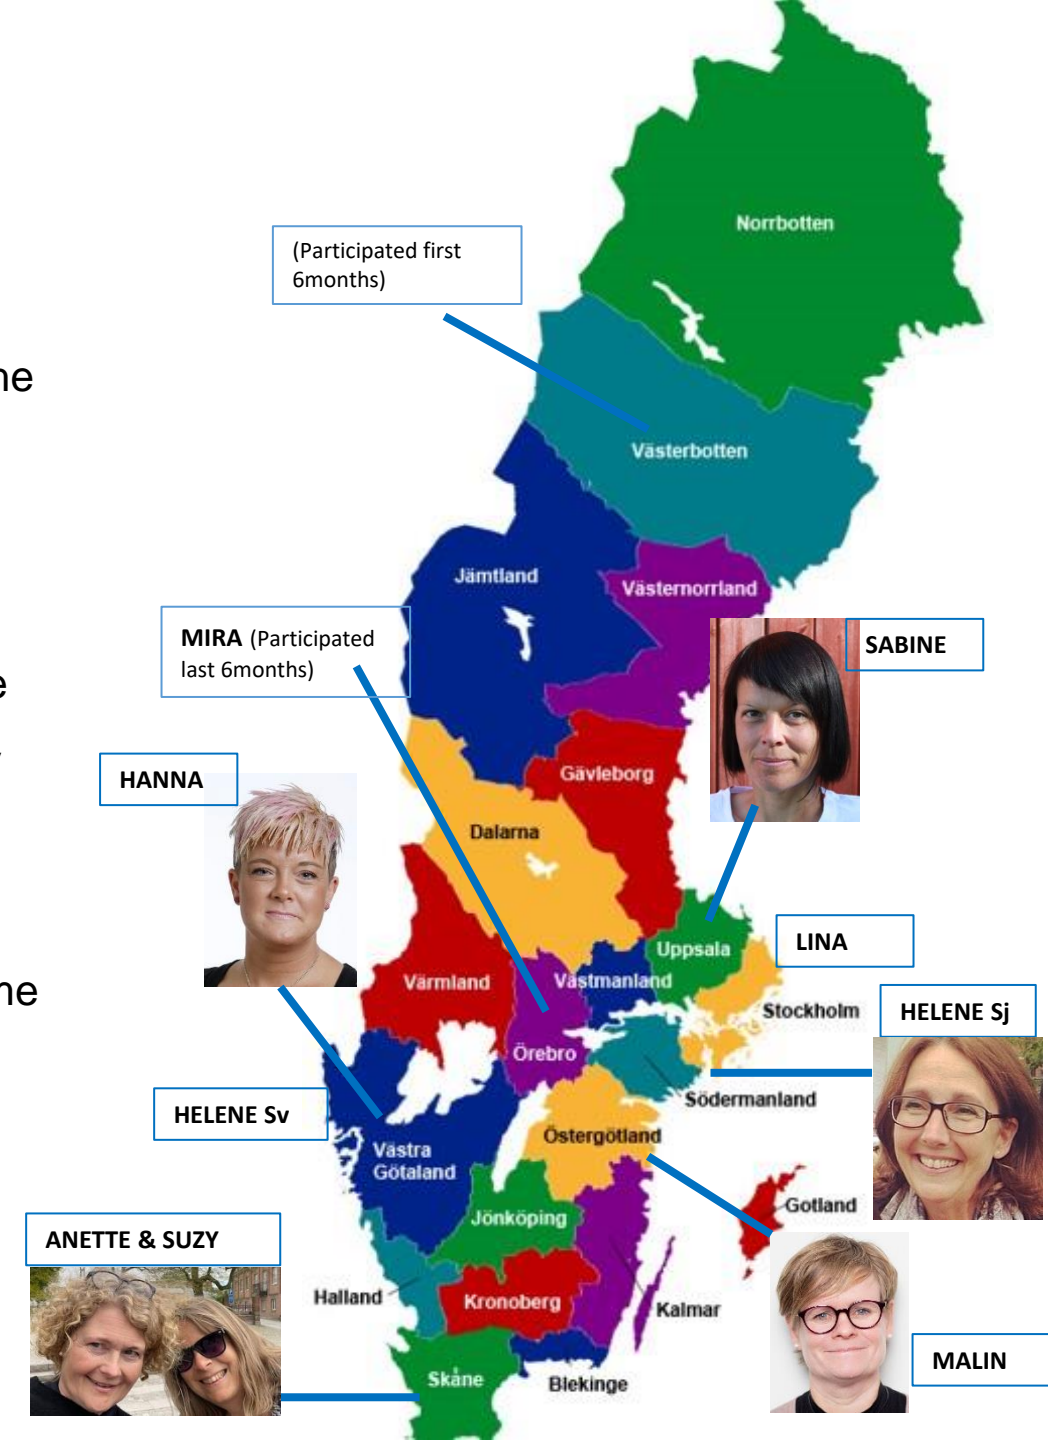 Norrbotten
(Participated first
6months)
ne
Västerbotten
Jämtland
Västernorrland
MIRA (Participated
last 6months)
SABINE
e
HANNA
Gävleborg
Dalarna
LINA
Uppsala
Värmland
Västmanland
ne
Stockholm
HELENE Sj
Örebro
Södermanland
HELENE Sv
Östergötland
Västra
Götaland
Gotland
Jönköping
ANETTE & SUZY
Halland
Kronoberg
Kalmar
MALIN
Skåne
Blekinge